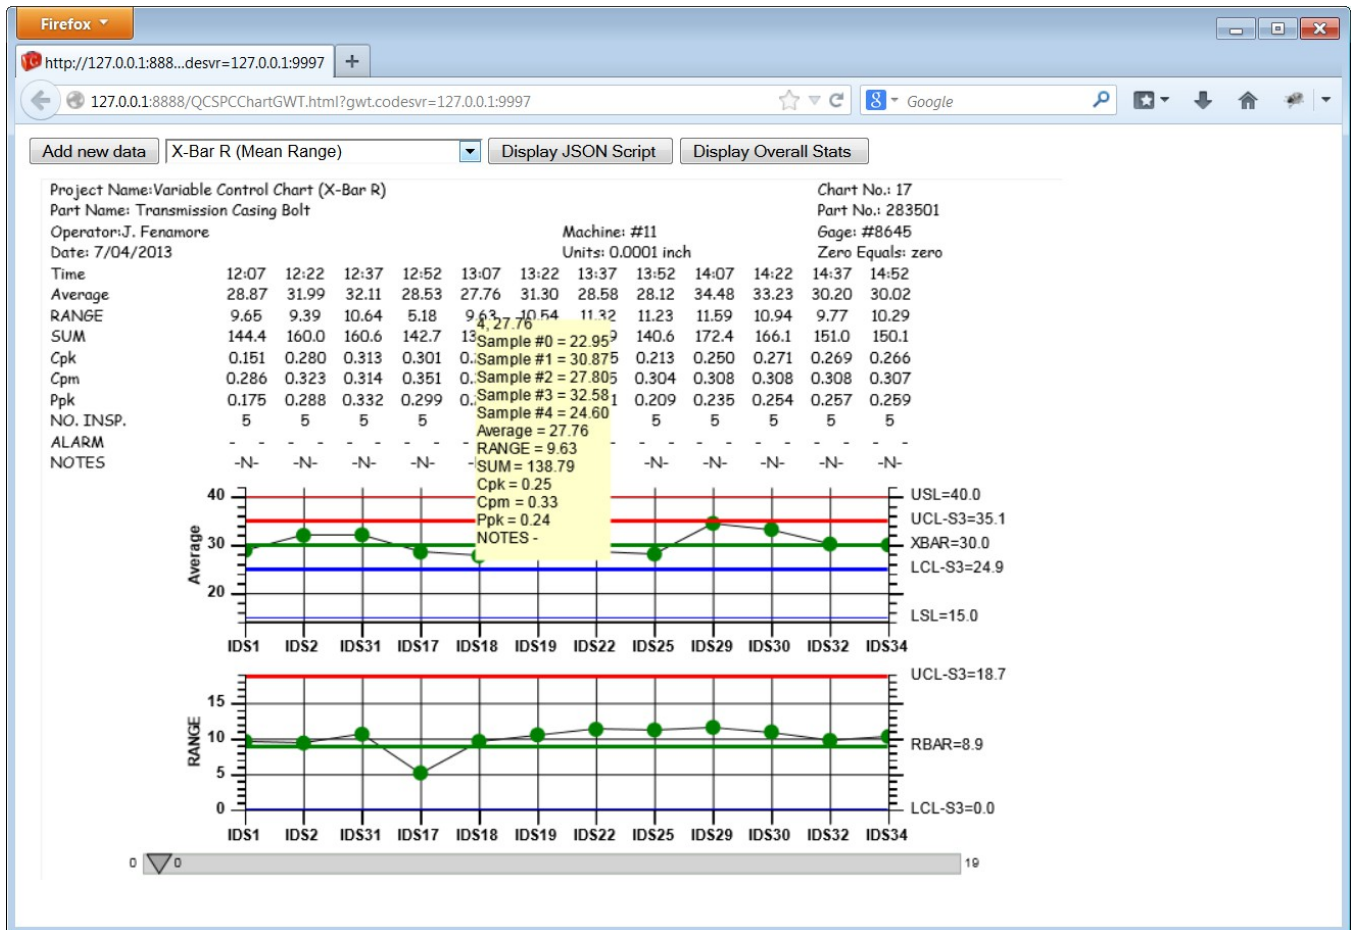 Firefox
http://127.0.0.1:888...desvr=127.0.0.1:9997
127.0.0.1:8888/QCSPCChartGWT.html?gwt.codesvr=127.0.0.1:9997
Google
Add new data X-Bar R (Mean Range) Display JSON Script Display Overall Stats
Project Name:Variable Control Chart (X-Bar R) Chart No.: 17
Part Name: Transmission Casing Bolt Part No.: 283501
Operator:J. Fenamore Machine: #11 Gage: #8645
Date: 7/04/2013 Units: 0.0001 inch Zero Equals: zero
Time 12:07 12:22 12:37 12:52 13:07 13:22 13:37 13:52 14:07 14:22 14:37 14:52
Average 28.87 31.99 32.11 28.53 27.76 31.30 28.58 28.12 34.48 33.23 30.20 30.02
RANGE 9.65 9.39 10.64 5.18 9.63 10.54 11.32 11.23 11.59 10.94 9.77 10.29
SUM 144.4 160.0 160.6 142.7 140.6 172.4 166.1 151.0 150.1
Cpk 0.151 0.280 0.313 0.301 0.213 0.250 0.271 0.269 0.266
Cpm 0.286 0.323 0.314 0.351 0.304 0.308 0.308 0.308 0.307
Ppk 0.175 0.288 0.332 0.299 0.209 0.235 0.254 0.257 0.259
NO. INSP. 5 5 5 5 5 5 5 5 5
ALARM - - - - - - - - - - - - - - - - - -
NOTES -N- -N- -N- -N- -N- -N- -N- -N- -N-
4, 27.76
Sample #0 = 22.95
Sample #1 = 30.87
Sample #2 = 27.80
Sample #3 = 32.58
Sample #4 = 24.60
Average = 27.76
RANGE = 9.63
SUM = 138.79
Cpk = 0.25
Cpm = 0.33
Ppk = 0.24
NOTES -
40
30
20
Average
USL=40.0
UCL-S3=35.1
XBAR=30.0
LCL-S3=24.9
LSL=15.0
IDS1 IDS2 IDS31 IDS17 IDS18 IDS19 IDS22 IDS25 IDS29 IDS30 IDS32 IDS34
15
10
5
0
RANGE
UCL-S3=18.7
RBAR=8.9
LCL-S3=0.0
IDS1 IDS2 IDS31 IDS17 IDS18 IDS19 IDS22 IDS25 IDS29 IDS30 IDS32 IDS34
0 0 19